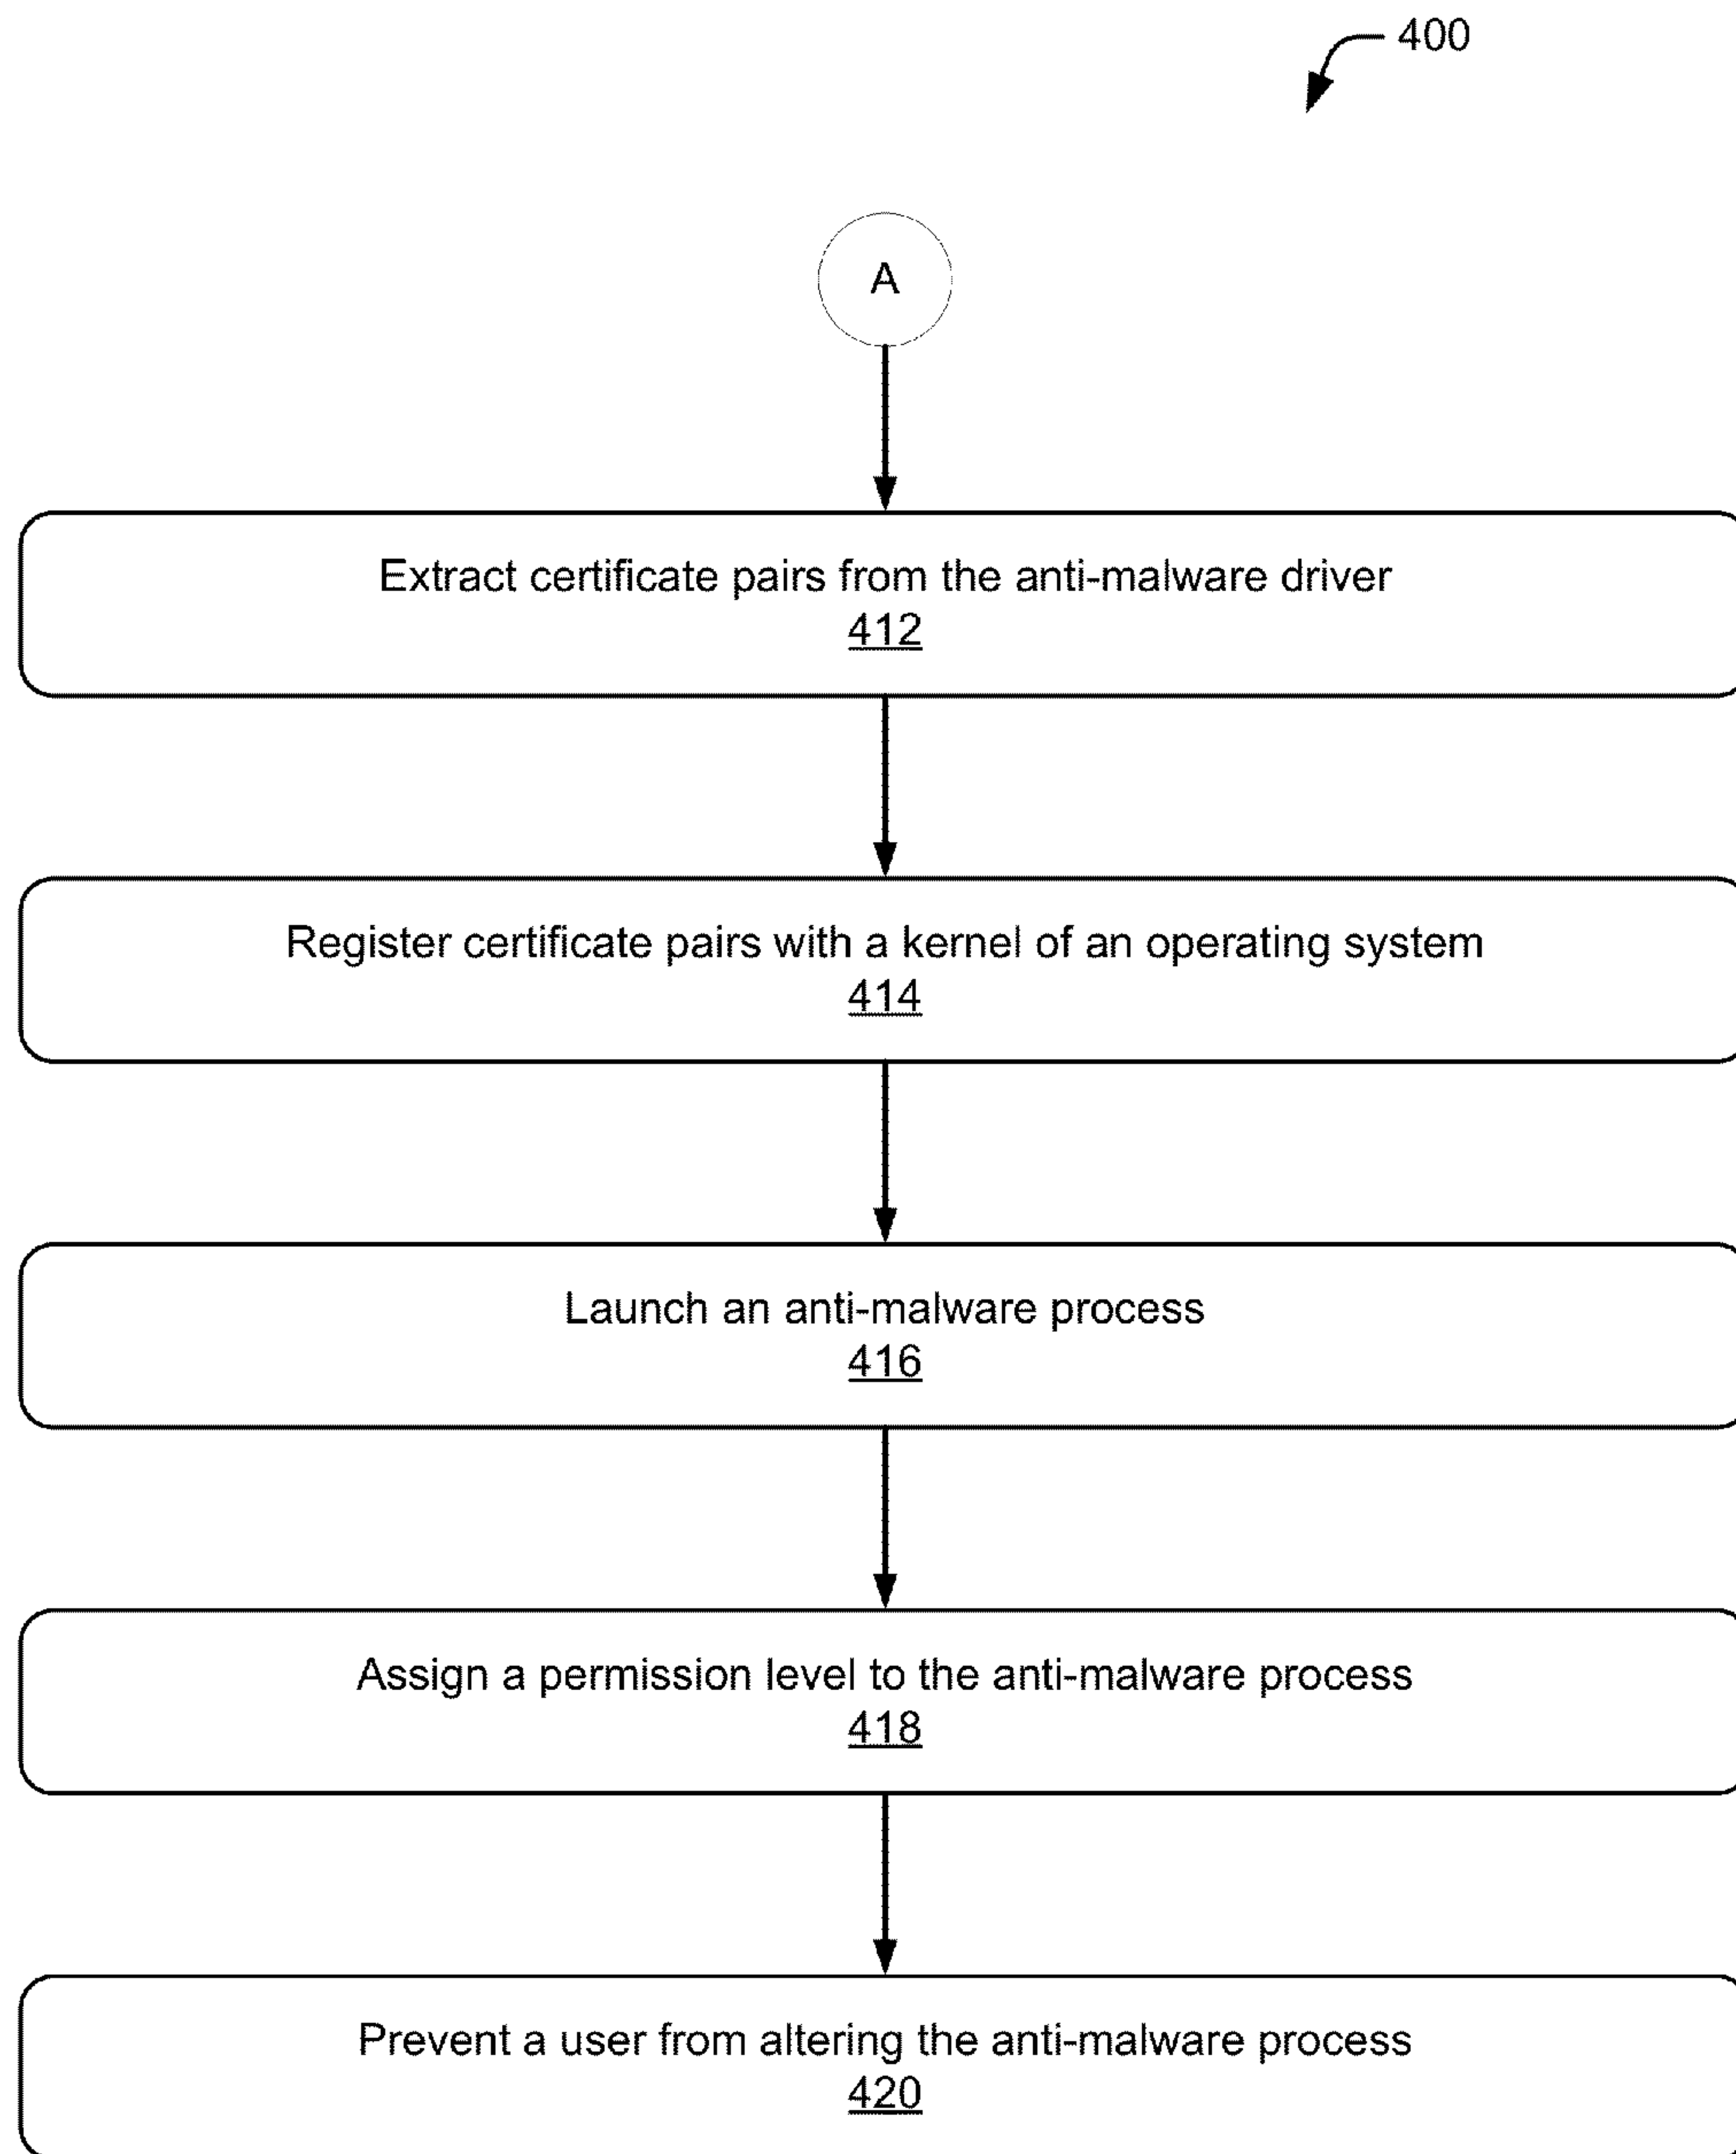 400
A
Extract certificate pairs from the anti-malware driver
412
Register certificate pairs with a kernel of an operating system
414
Launch an anti-malware process
416
Assign a permission level to the anti-malware process
418
Prevent a user from altering the anti-malware process
420